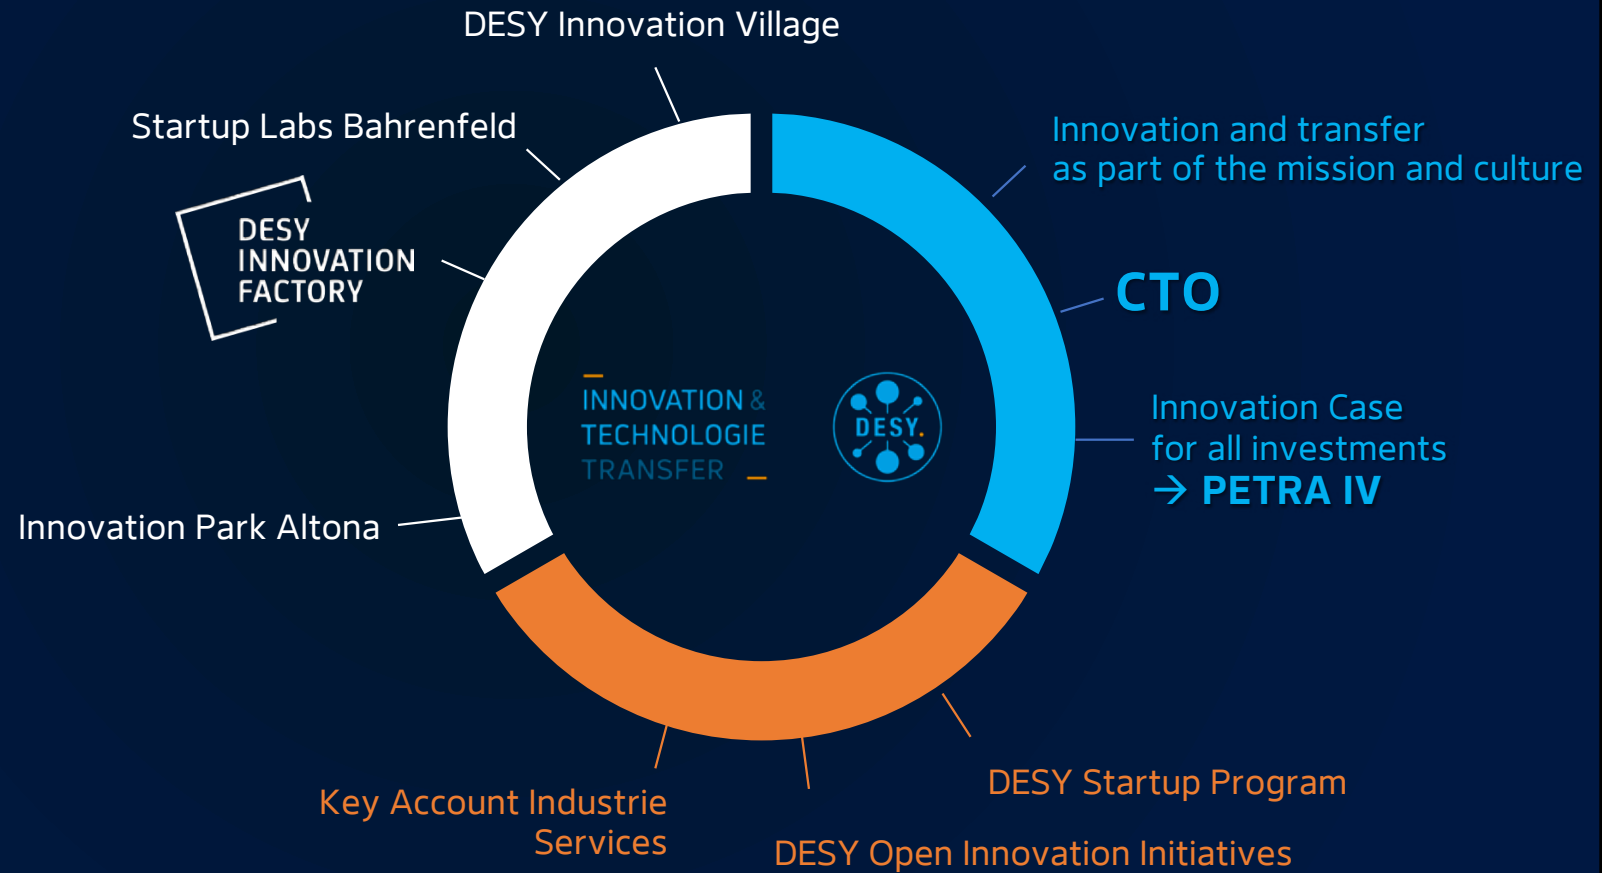 DESY Innovation Village
Startup Labs Bahrenfeld
DESY
INNOVATION
FACTORY
Innovation Park Altona
Innovation and transfer
as part of the mission and culture
CTO
Innovation Case
for all investments
→ PETRA IV
INNOVATION &
TECHNOLOGIE
TRANSFER
DESY.
Key Account Industrie
Services
DESY Open Innovation Initiatives
DESY Startup Program